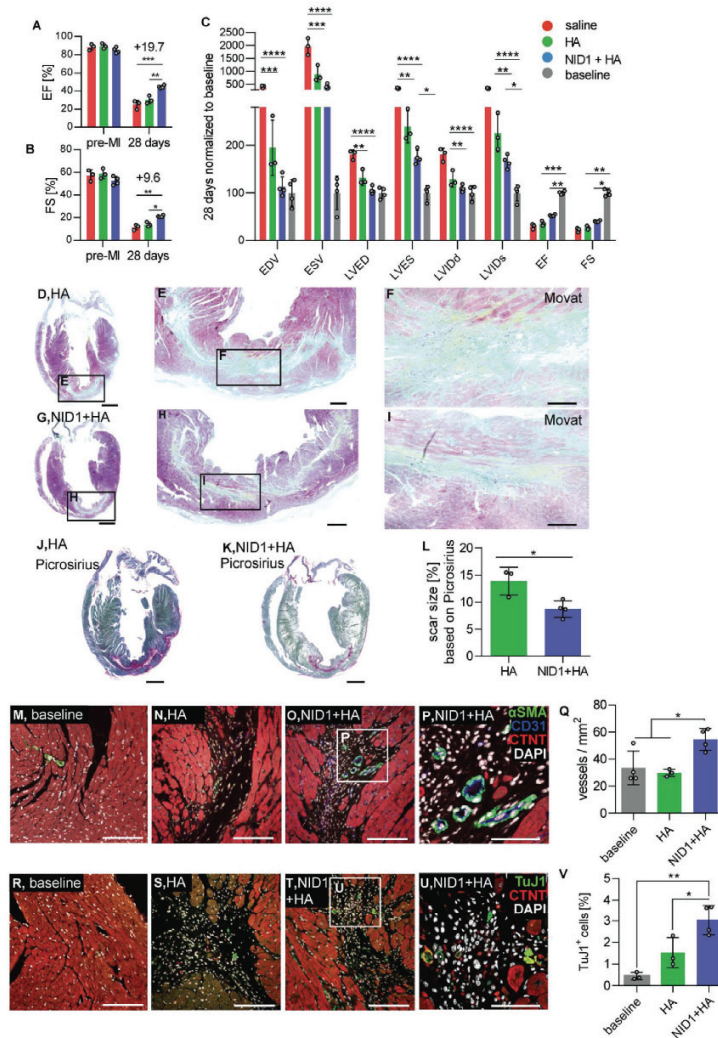 A
EF [%]
100
80
60
40
20
0
+19.7
***
**
pre-MI 28 days
B
FS [%]
80
60
40
20
0
+9.6
**
*
pre-MI 28 days
C
28 days normalized to baseline
2500
2000
1500
1000
500
200
100
0
****
***
****
***
****
**
****
**
*
****
**
****
**
*
***
**
**
*
EDV
ESV
LVED
LVES
LVIDd
LVIDs
EF
FS
saline
HA
NID1 + HA
baseline
D,HA
E
E
F
F
Movat
G,NID1+HA
H
H
I
I
Movat
J,HA
Picrosirius
K,NID1+HA
Picrosirius
L
scar size [%]
based on Picrosirius
20
15
10
5
0
*
HA
NID1+HA
M, baseline
N,HA
O,NID1+HA
P
P,NID1+HA
αSMA
CD31
CTNT
DAPI
Q
vessels / mm²
80
60
40
20
0
*
baseline
HA
NID1+HA
R, baseline
S,HA
T,NID1
+HA
U
U,NID1+HA
TuJ1
CTNT
DAPI
V
TuJ1⁺ cells [%]
5
4
3
2
1
0
**
*
baseline
HA
NID1+HA